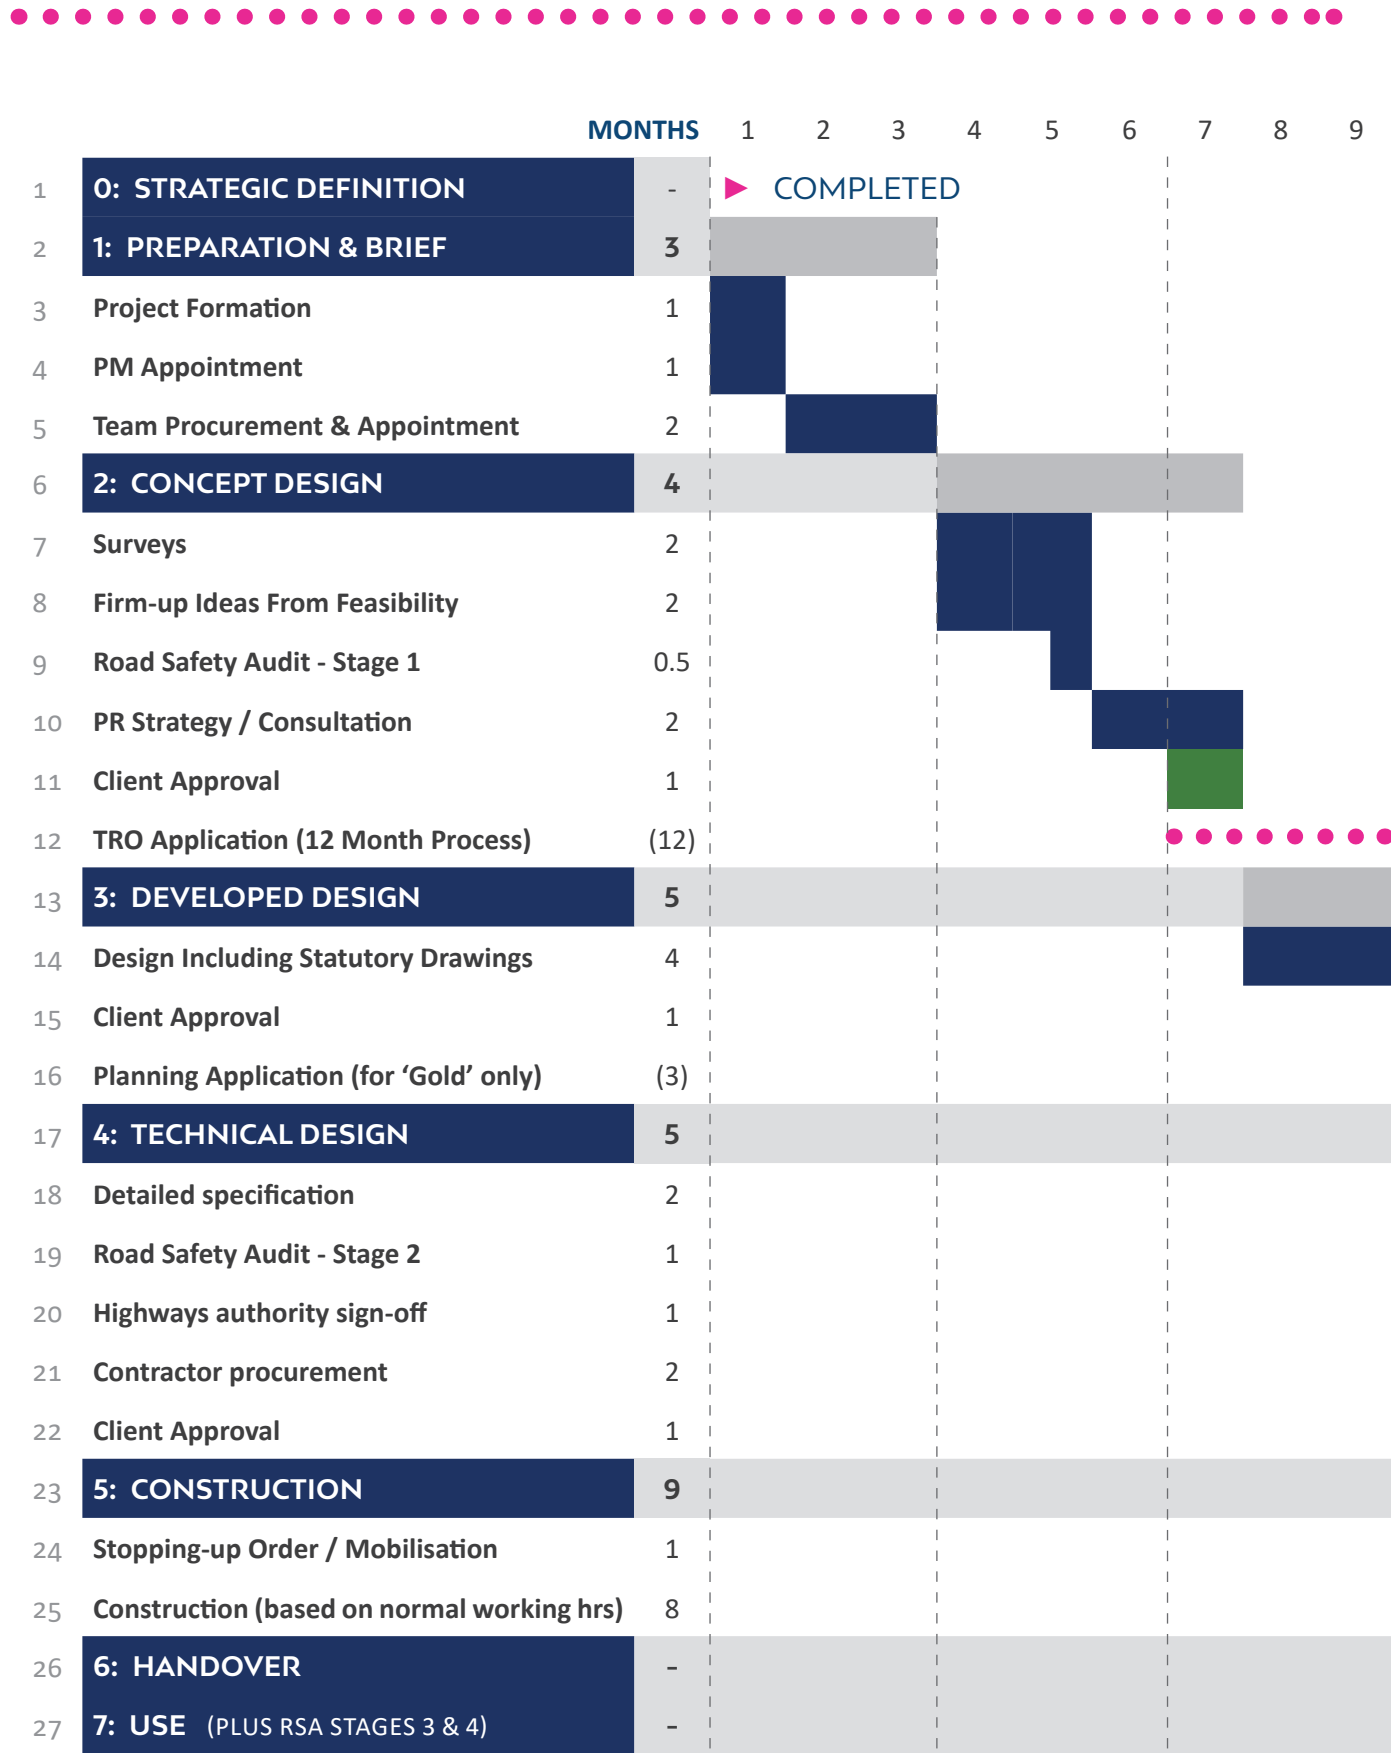 MONTHS 1 2 3 4 5 6 7 8 9
1 0: STRATEGIC DEFINITION - COMPLETED
2 1: PREPARATION & BRIEF 3
3 Project Formation 1
4 PM Appointment 1
5 Team Procurement & Appointment 2
6 2: CONCEPT DESIGN 4
7 Surveys 2
8 Firm-up Ideas From Feasibility 2
9 Road Safety Audit - Stage 1 0.5
10 PR Strategy / Consultation 2
11 Client Approval 1
12 TRO Application (12 Month Process) (12)
13 3: DEVELOPED DESIGN 5
14 Design Including Statutory Drawings 4
15 Client Approval 1
16 Planning Application (for ‘Gold’ only) (3)
17 4: TECHNICAL DESIGN 5
18 Detailed specification 2
19 Road Safety Audit - Stage 2 1
20 Highways authority sign-off 1
21 Contractor procurement 2
22 Client Approval 1
23 5: CONSTRUCTION 9
24 Stopping-up Order / Mobilisation 1
25 Construction (based on normal working hrs) 8
26 6: HANDOVER -
27 7: USE (PLUS RSA STAGES 3 & 4) -